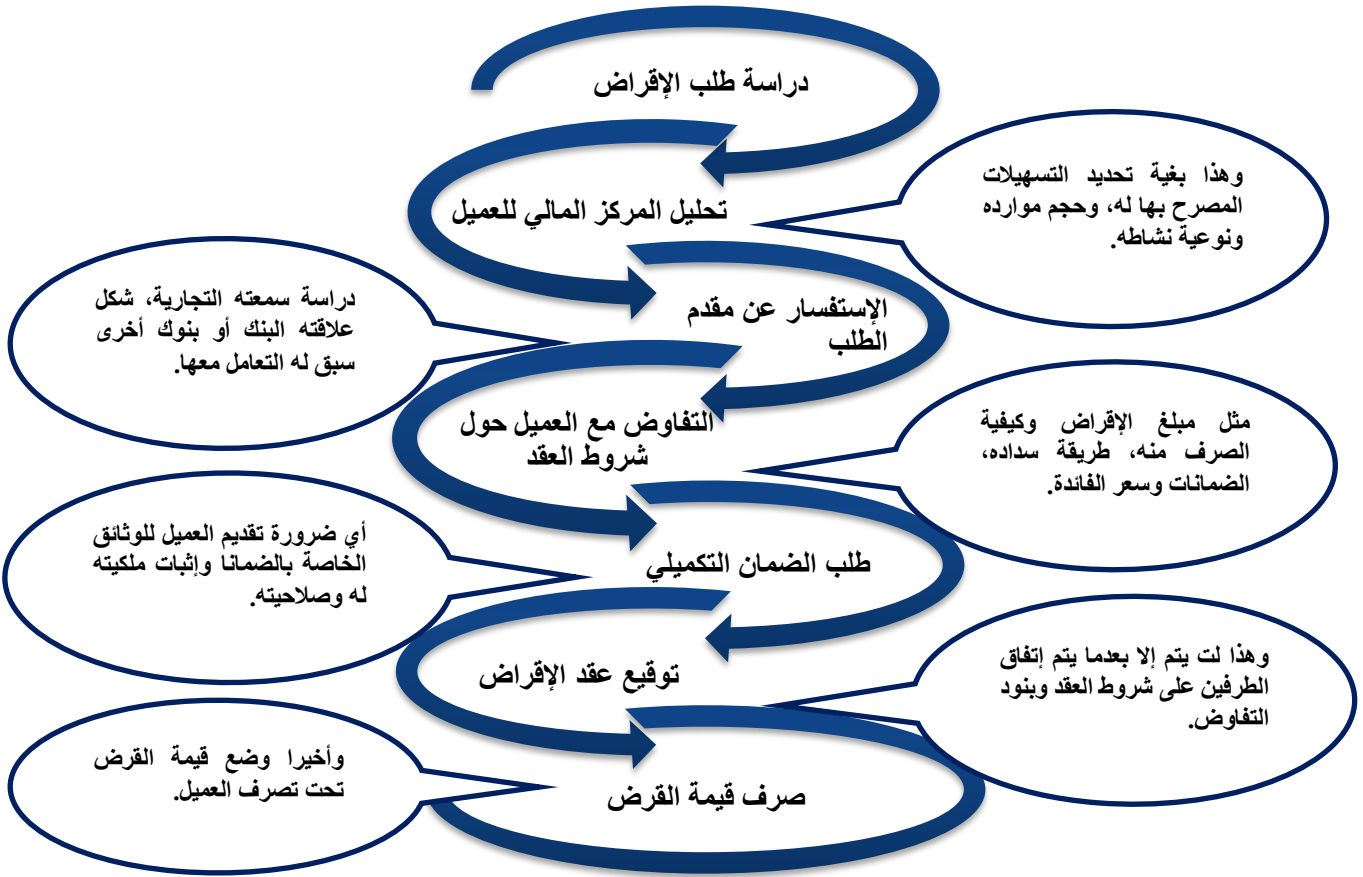 دراسة طلب الإقراض
تحليل المركز المالي للعميل
وهذا بغية تحديد التسهيلات
المصرح بها له، وحجم موارده
ونوعية نشاطه.
الإستفسار عن مقدم
الطلب
دراسة سمعته التجارية، شكل
علاقته البنك أو بنوك أخرى
سبق له التعامل معها.
التفاوض مع العميل حول
شروط العقد
مثل مبلغ الإقراض وكيفية
الصرف منه، طريقة سداده،
الضمانات وسعر الفائدة.
طلب الضمان التكميلي
أي ضرورة تقديم العميل للوثائق
الخاصة بالضمانا وإثبات ملكيته
له وصلاحيته.
توقيع عقد الإقراض
وهذا لت يتم إلا بعدما يتم إتفاق
الطرفين على شروط العقد وبنود
التفاوض.
صرف قيمة القرض
وأخيرا وضع قيمة القرض
تحت تصرف العميل.